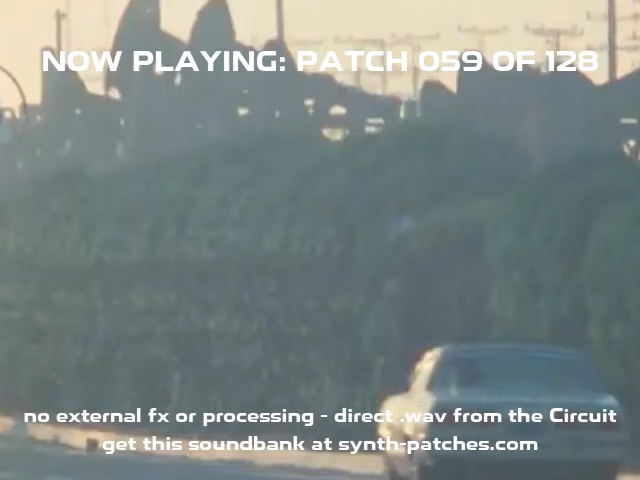 NOW PLAYING: PATCH 059 OF 128
no external fx or processing - direct .wav from the Circuit
get this soundbank at synth-patches.com